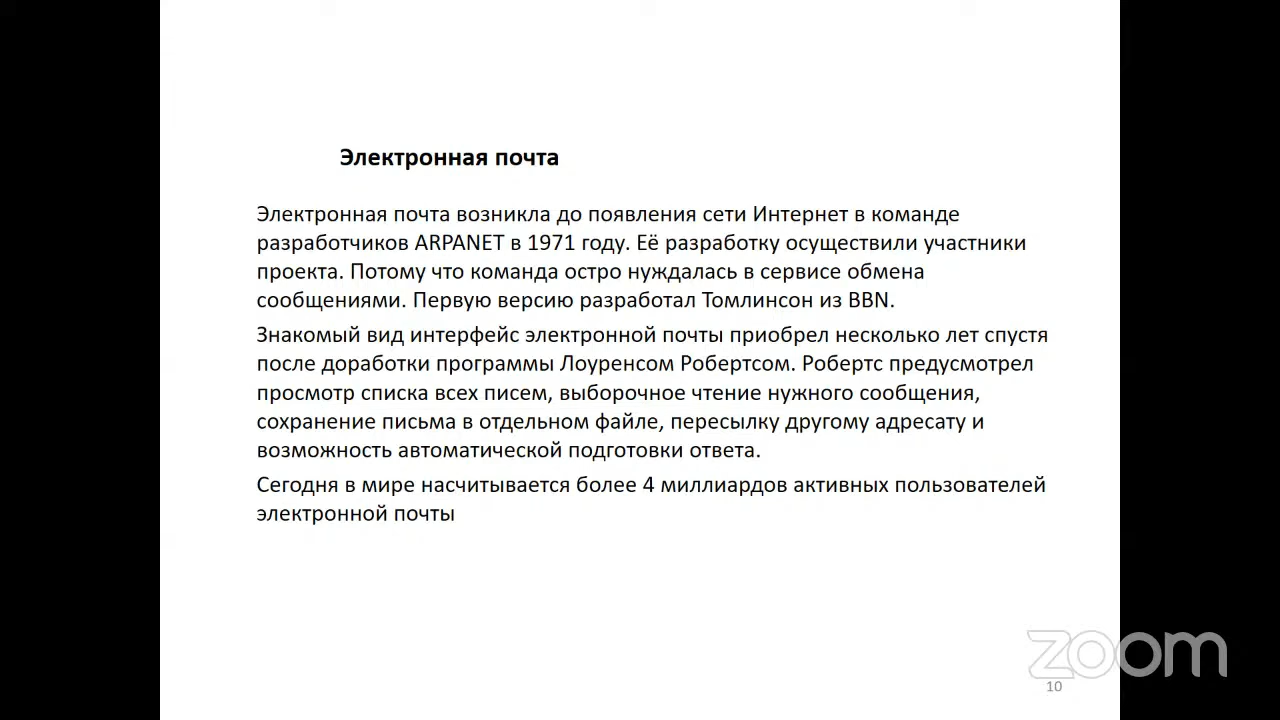 Электронная почта
Электронная почта возникла до появления сети Интернет в команде
разработчиков ARPANET в 1971 году. Её разработку осуществили участники
проекта. Потому что команда остро нуждалась в сервисе обмена
сообщениями. Первую версию разработал Томлинсон из BBN.
Знакомый вид интерфейс электронной почты приобрел несколько лет спустя
после доработки программы Лоуренсом Робертсом. Робертс предусмотрел
просмотр списка всех писем, выборочное чтение нужного сообщения,
сохранение письма в отдельном файле, пересылку другому адресату и
возможность автоматической подготовки ответа.
Сегодня в мире насчитывается более 4 миллиардов активных пользователей
электронной почты
zoom
10